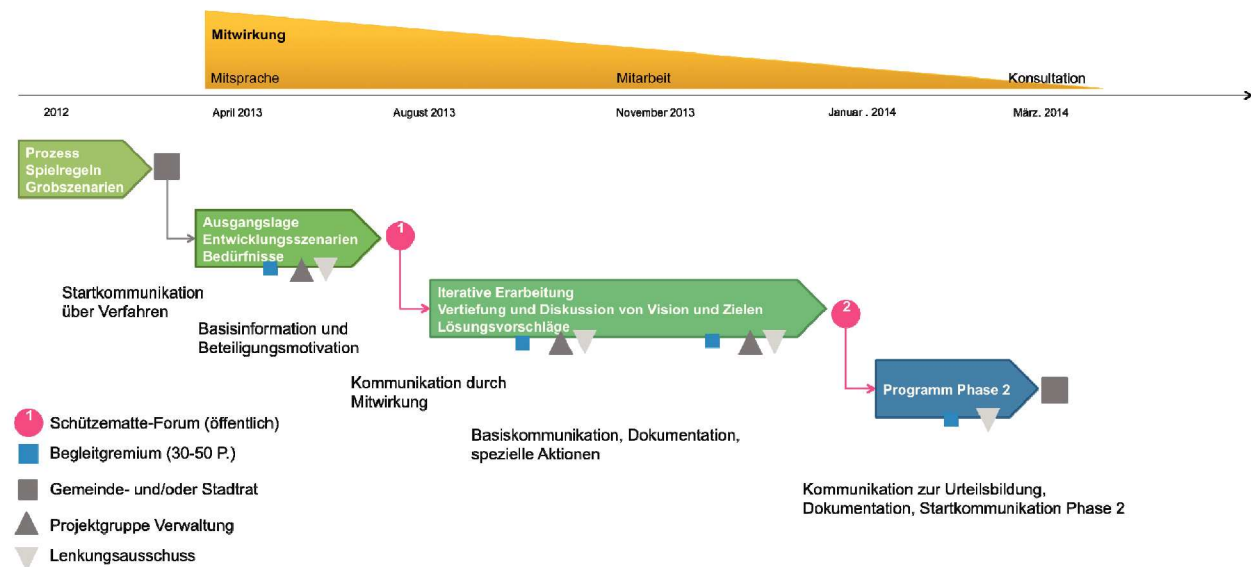 Mitwirkung
Mitsprache
Mitarbeit
Konsultation
2012
April 2013
August 2013
November 2013
Januar . 2014
März. 2014
Prozess
Spielregeln
Grobszenarien
Ausgangslage
Entwicklungsszenarien
Bedürfnisse
1
Startkommunikation
über Verfahren
Basisinformation und
Beteiligungsmotivation
Iterative Erarbeitung
Vertiefung und Diskussion von Vision und Zielen
Lösungsvorschläge
2
Kommunikation durch
Mitwirkung
Basiskommunikation, Dokumentation,
spezielle Aktionen
Programm Phase 2
Kommunikation zur Urteilsbildung,
Dokumentation, Startkommunikation Phase 2
1
Schützematte-Forum (öffentlich)
Begleitgremium (30-50 P.)
Gemeinde- und/oder Stadtrat
Projektgruppe Verwaltung
Lenkungsausschuss